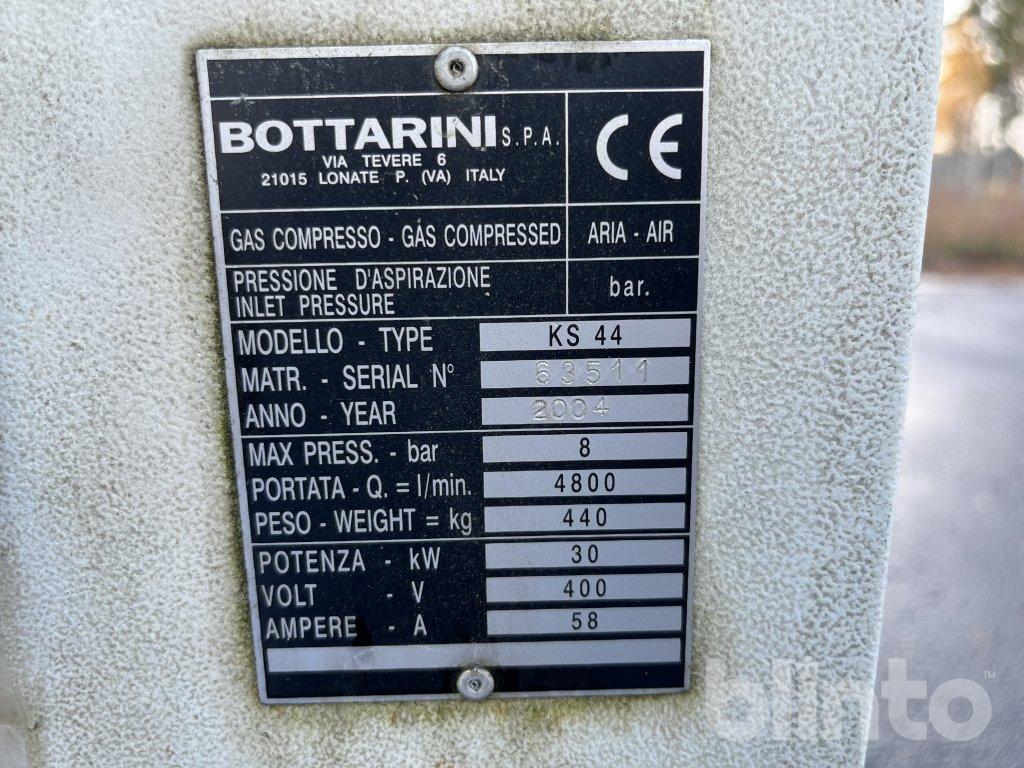 BOTTARINI S.P.A.
VIA TEVERE 6
21015 LONATE P. (VA) ITALY
CE
GAS COMPRESSO - GAS COMPRESSED ARIA - AIR
PRESSIONE D'ASPIRAZIONE
INLET PRESSURE bar.
MODELLO - TYPE KS 44
MATR. - SERIAL N° 63511
ANNO - YEAR 2004
MAX PRESS. - bar 8
PORTATA - Q. = l/min. 4800
PESO - WEIGHT = kg 440
POTENZA - kW 30
VOLT - V 400
AMPERE - A 58
blinto™